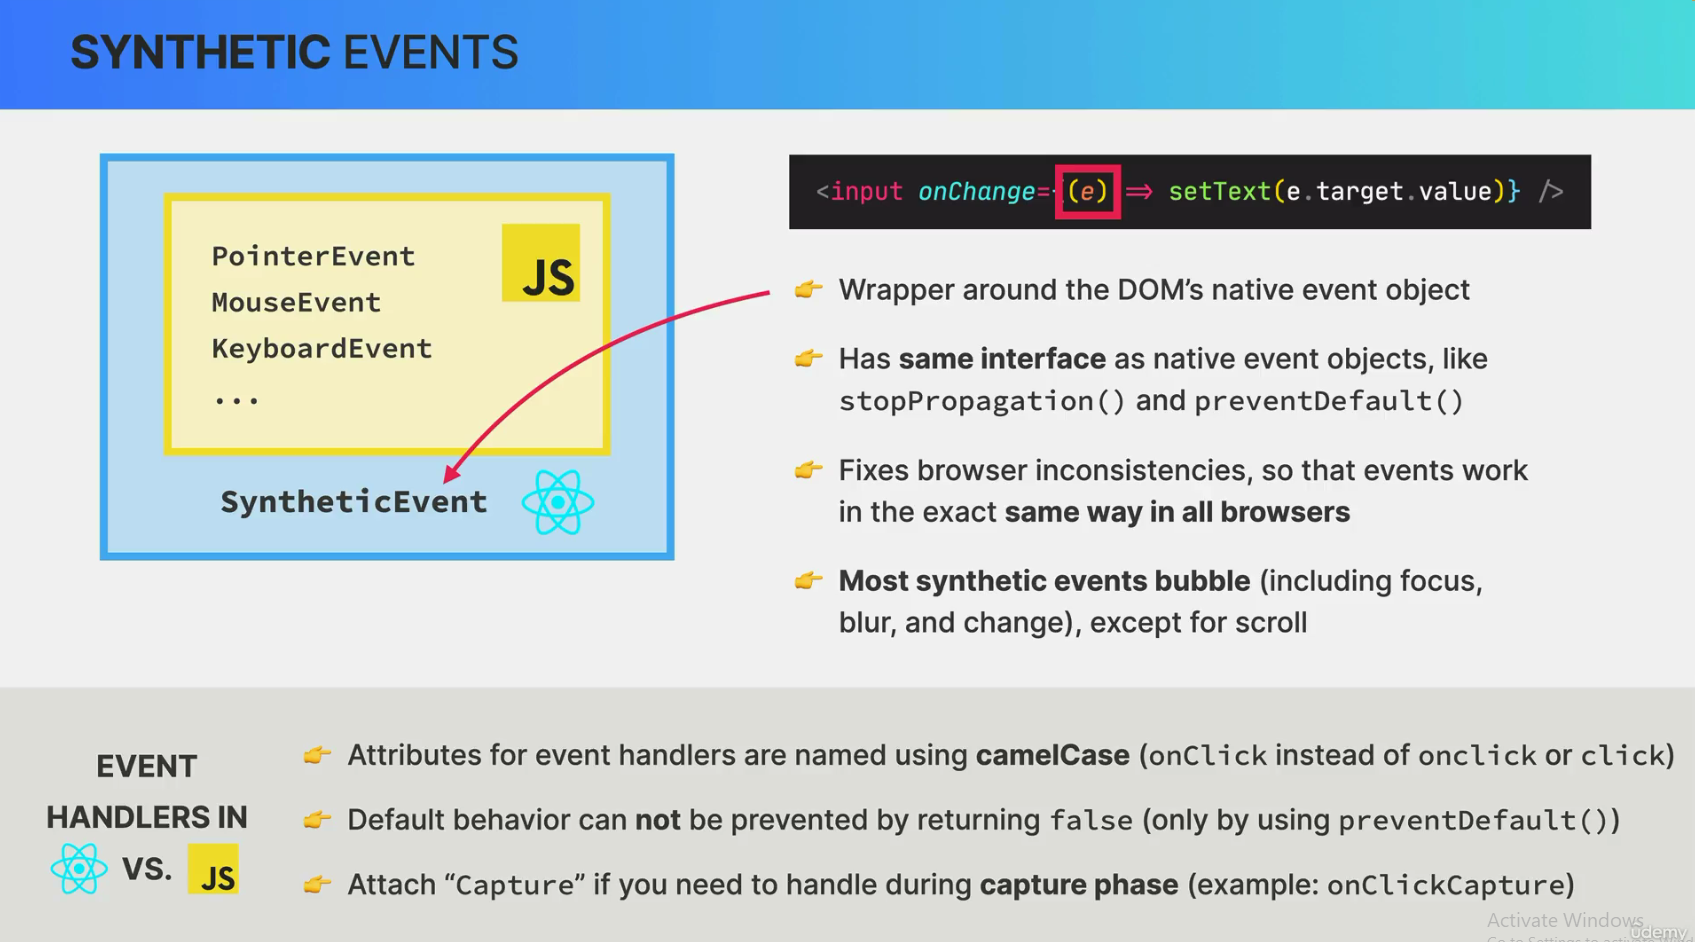 SYNTHETIC EVENTS
PointerEvent
MouseEvent
KeyboardEvent
...
JS
SyntheticEvent
<input onChange={(e) => setText(e.target.value)} />
Wrapper around the DOM’s native event object
Has same interface as native event objects, like
stopPropagation() and preventDefault()
Fixes browser inconsistencies, so that events work
in the exact same way in all browsers
Most synthetic events bubble (including focus,
blur, and change), except for scroll
EVENT
HANDLERS IN
VS. JS
Attributes for event handlers are named using camelCase (onClick instead of onclick or click)
Default behavior can not be prevented by returning false (only by using preventDefault())
Attach “Capture” if you need to handle during capture phase (example: onClickCapture)
Activate Windows
Go to Settings to activate
Udemy